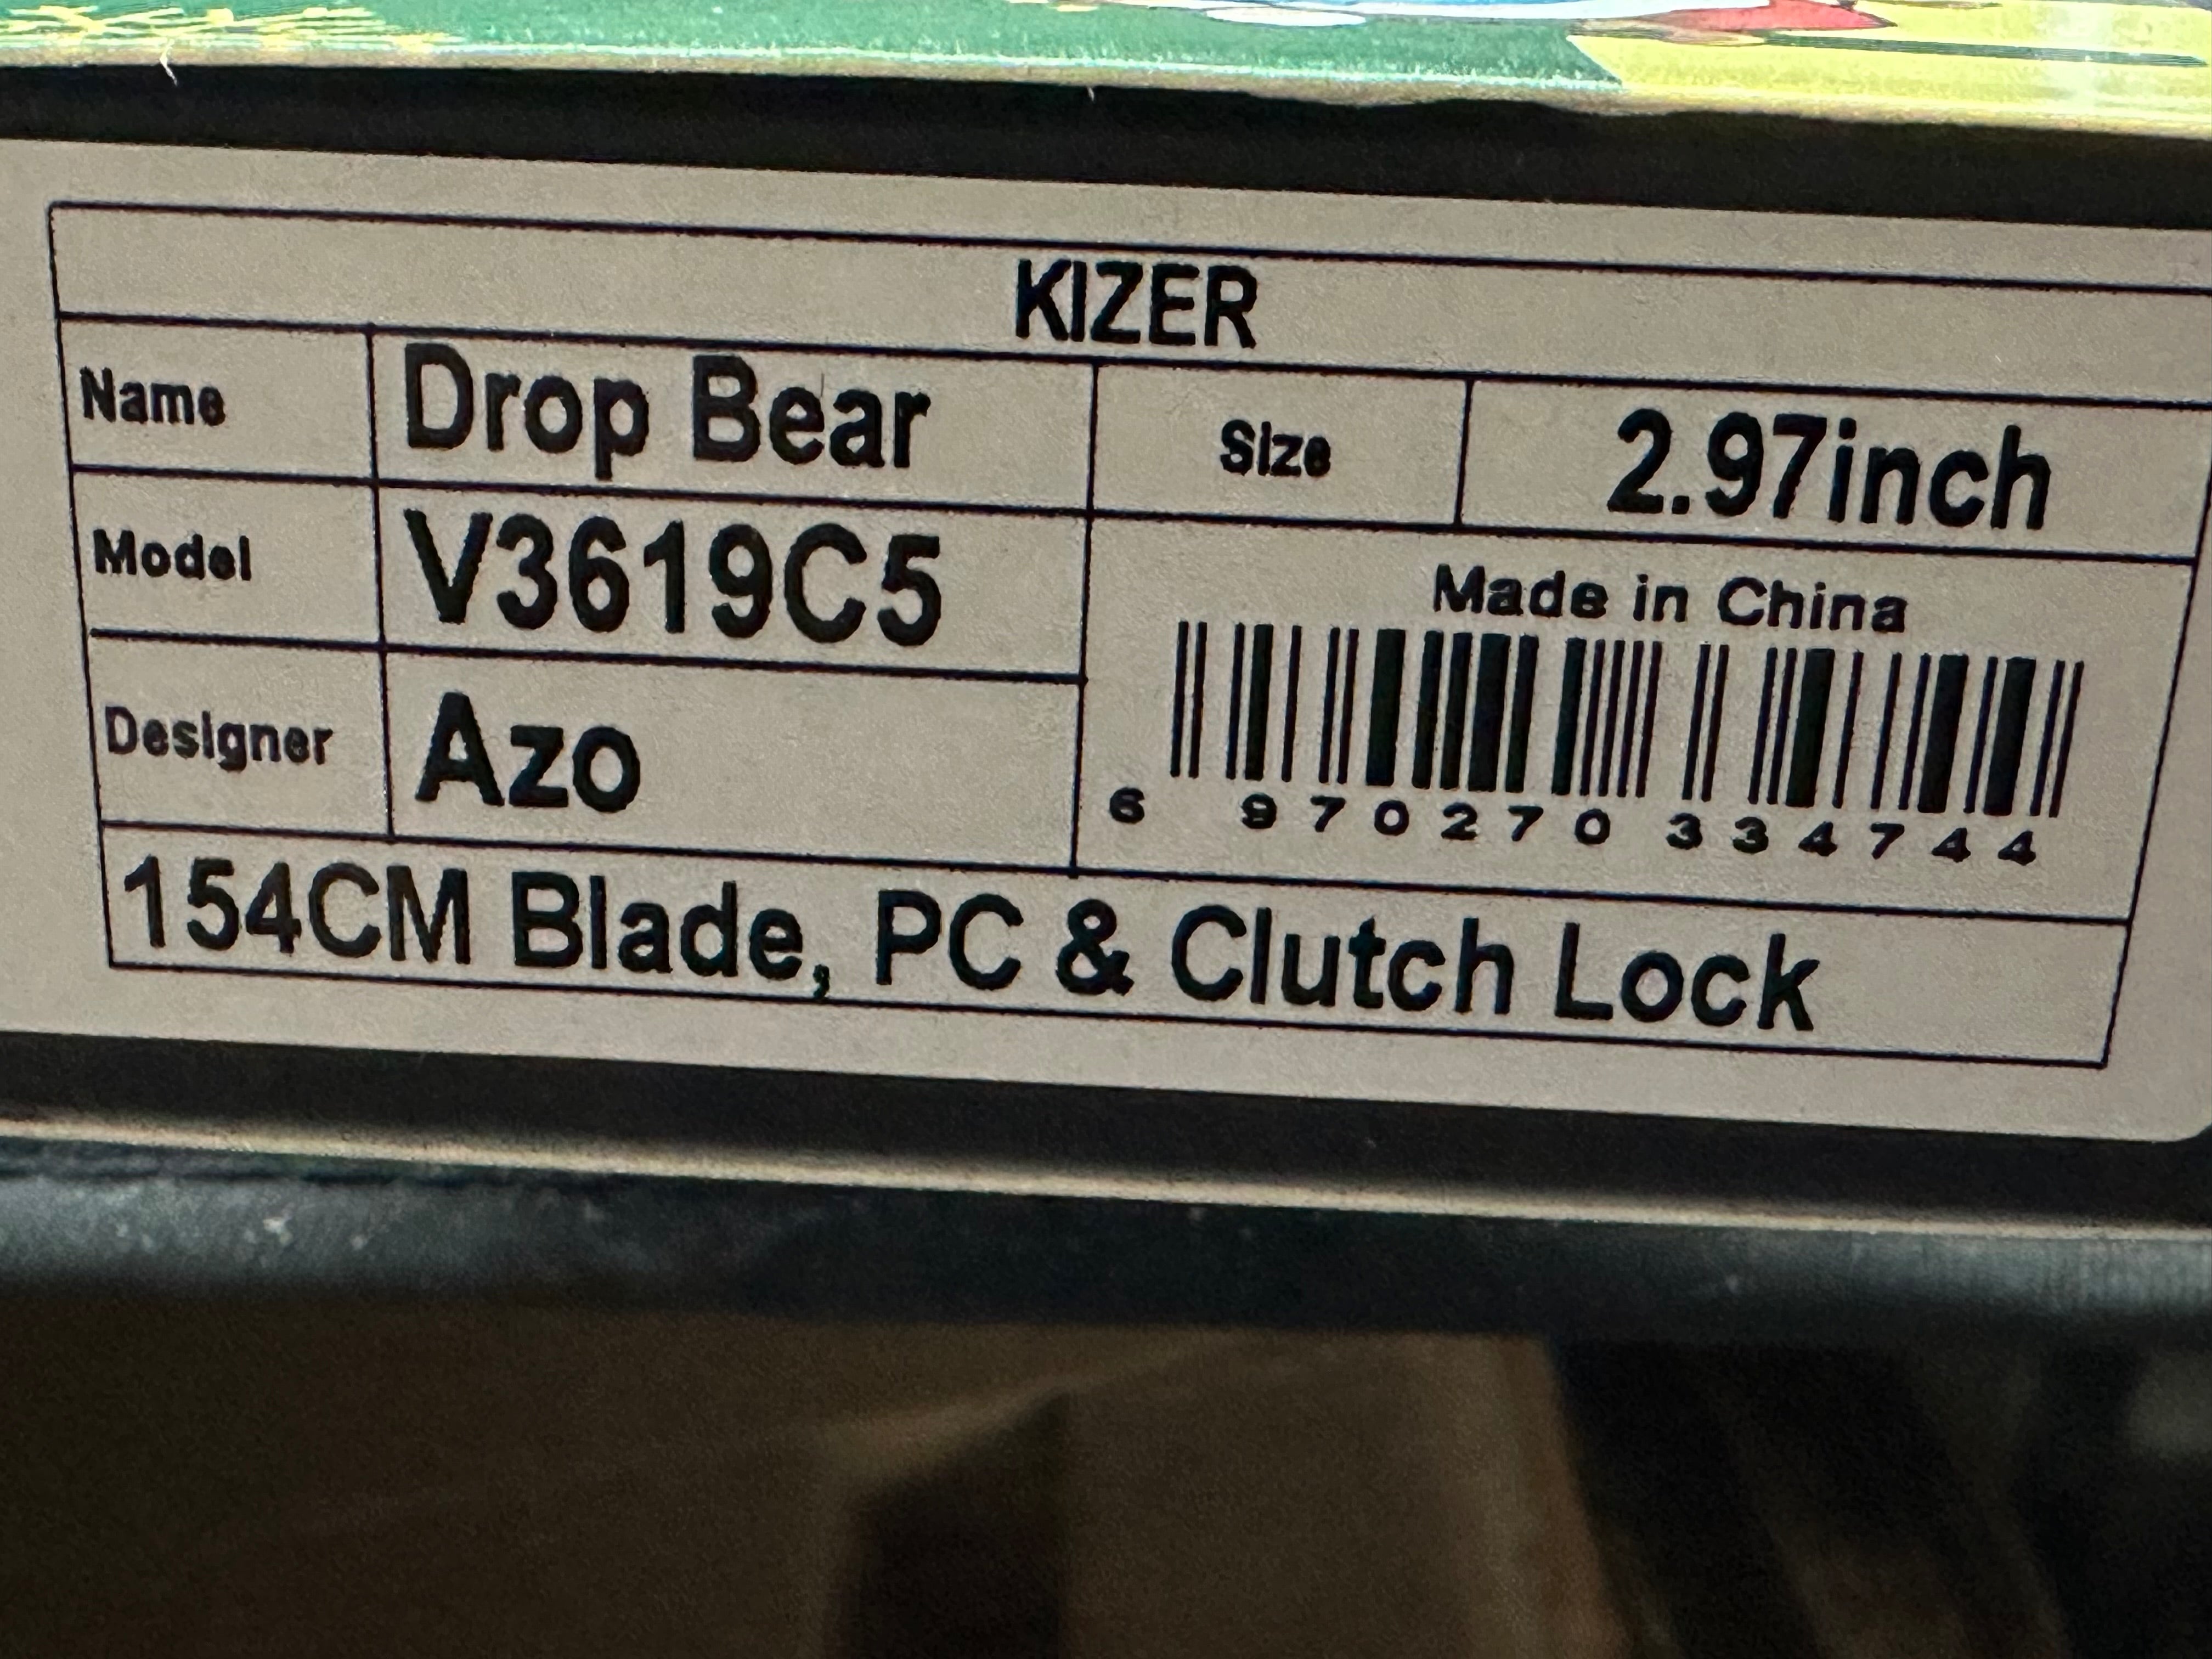 KIZER
Name Drop Bear Size 2.97inch
Model V3619C5
Made in China
Designer Azo
6 970270 334744
154CM Blade, PC & Clutch Lock